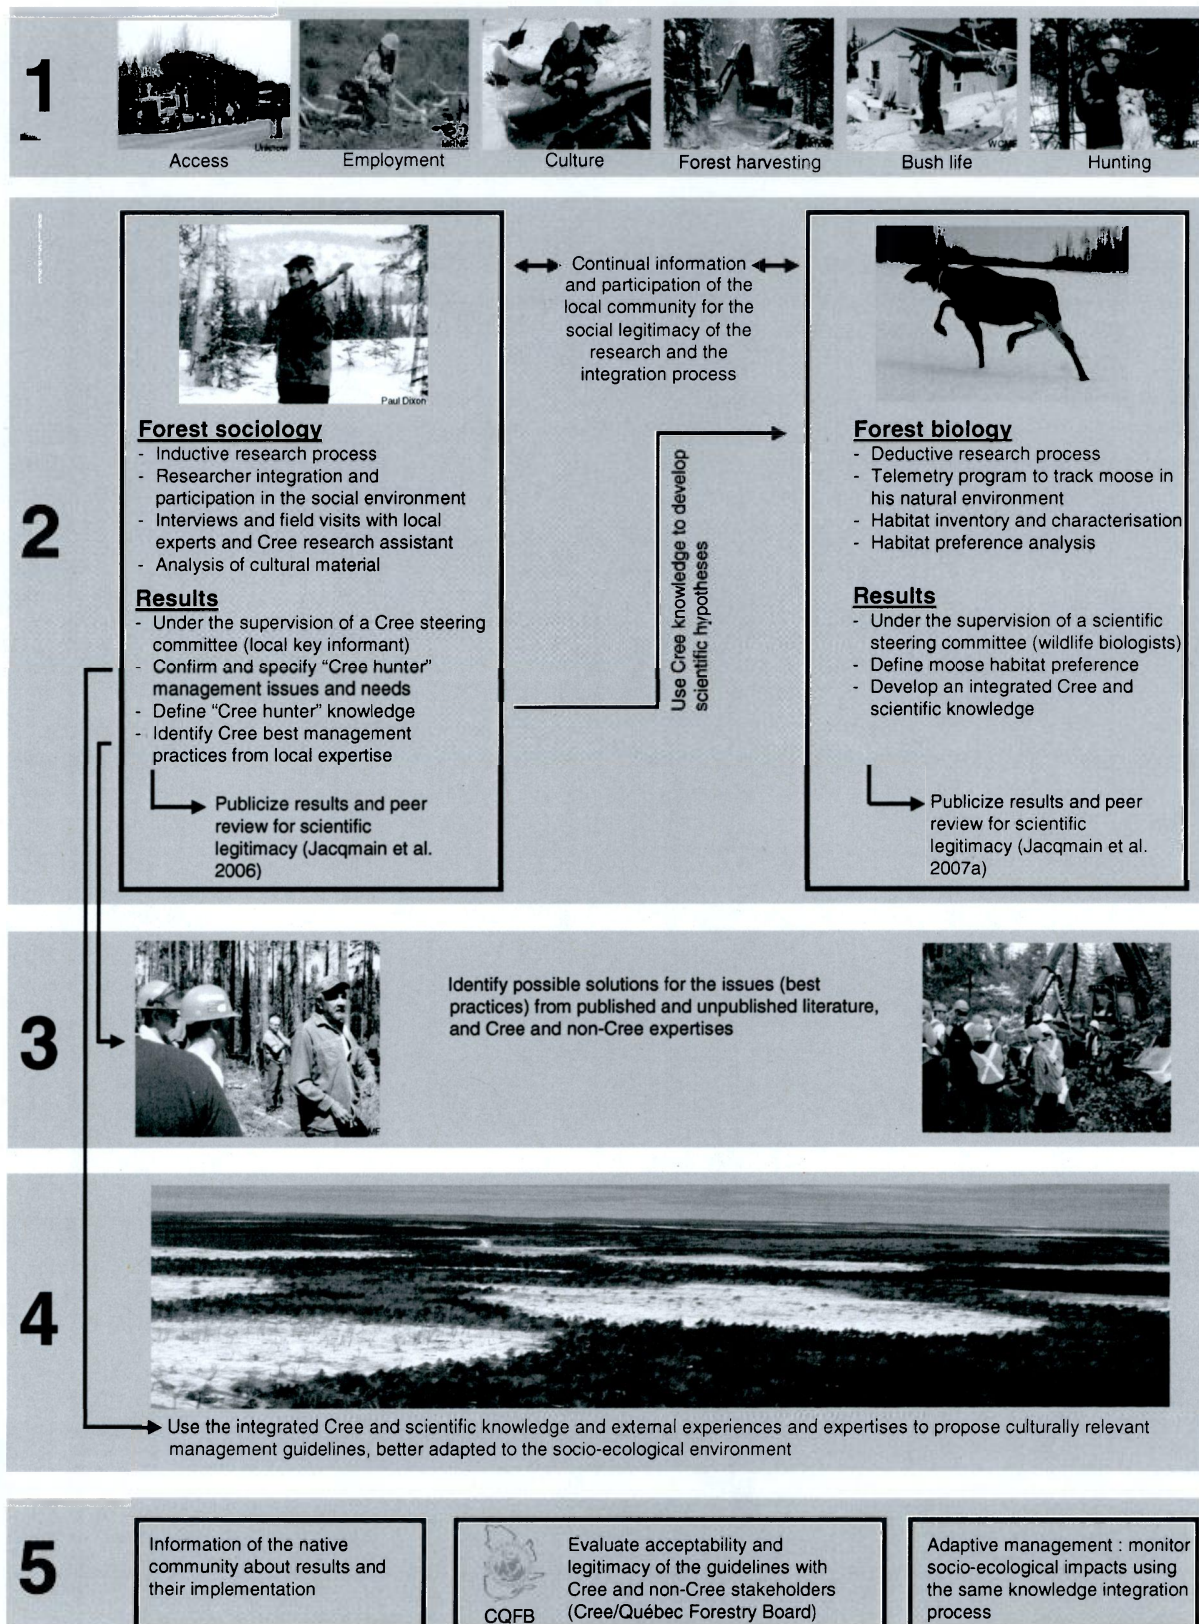 1
Unknow
MRNF
WCMF
Access
Employment
Culture
Forest harvesting
Bush life
Hunting
2
Paul Dixon
Forest sociology
- Inductive research process
- Researcher integration and
participation in the social environment
- Interviews and field visits with local
experts and Cree research assistant
- Analysis of cultural material
Results
- Under the supervision of a Cree steering
committee (local key informant)
- Confirm and specify “Cree hunter”
management issues and needs
- Define “Cree hunter” knowledge
- Identify Cree best management
practices from local expertise
Publicize results and peer
review for scientific
legitimacy (Jacqmain et al.
2006)
Continual information
and participation of the
local community for the
social legitimacy of the
research and the
integration process
Use Cree knowledge to develop
scientific hypotheses
Forest biology
- Deductive research process
- Telemetry program to track moose in
his natural environment
- Habitat inventory and characterisation
- Habitat preference analysis
Results
- Under the supervision of a scientific
steering committee (wildlife biologists)
- Define moose habitat preference
- Develop an integrated Cree and
scientific knowledge
Publicize results and peer
review for scientific
legitimacy (Jacqmain et al.
2007a)
3
Identify possible solutions for the issues (best
practices) from published and unpublished literature,
and Cree and non-Cree expertises
4
Use the integrated Cree and scientific knowledge and external experiences and expertises to propose culturally relevant
management guidelines, better adapted to the socio-ecological environment
5
Information of the native
community about results and
their implementation
CQFB
Evaluate acceptability and
legitimacy of the guidelines with
Cree and non-Cree stakeholders
(Cree/Québec Forestry Board)
Adaptive management : monitor
socio-ecological impacts using
the same knowledge integration
process